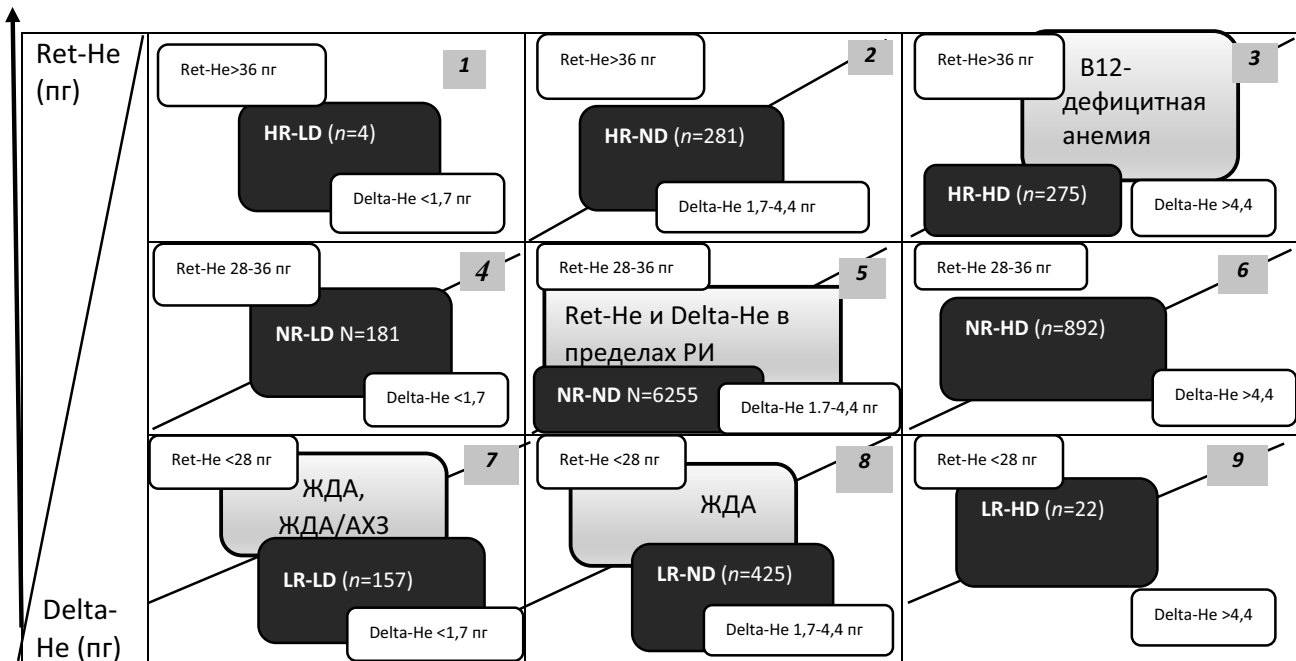 Ret-He
(пг)
Delta-
He (пг)
Ret-He>36 пг
1
HR-LD (n=4)
Delta-He <1,7 пг
Ret-He>36 пг
2
HR-ND (n=281)
Delta-He 1,7-4,4 пг
Ret-He>36 пг
3
В12-
дефицитная
анемия
HR-HD (n=275)
Delta-He >4,4
Ret-He 28-36 пг
4
NR-LD N=181
Delta-He <1,7
Ret-He 28-36 пг
5
Ret-He и Delta-He в
пределах РИ
NR-ND N=6255
Delta-He 1.7-4,4 пг
Ret-He 28-36 пг
6
NR-HD (n=892)
Delta-He >4,4
Ret-He <28 пг
7
ЖДА,
ЖДА/АХЗ
LR-LD (n=157)
Delta-He <1,7 пг
Ret-He <28 пг
8
ЖДА
LR-ND (n=425)
Delta-He 1,7-4,4 пг
Ret-He <28 пг
9
LR-HD (n=22)
Delta-He >4,4